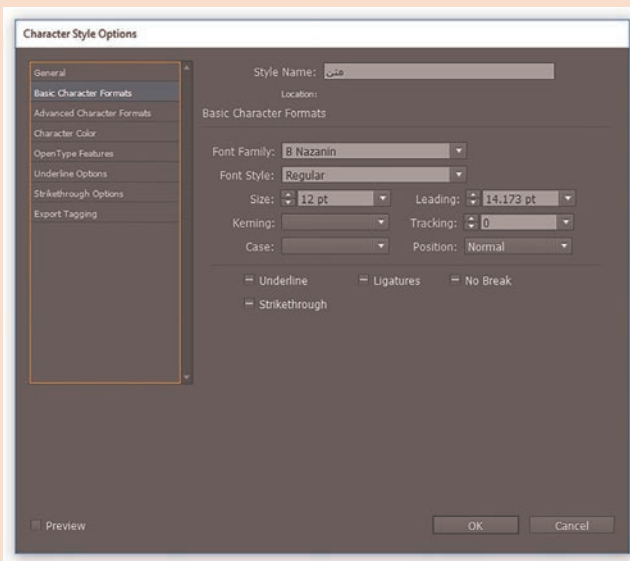 Character Style Options
General
Basic Character Formats
Advanced Character Formats
Character Color
OpenType Features
Underline Options
Strikethrough Options
Export Tagging
Style Name: متن
Location:
Basic Character Formats
Font Family: B Nazanin
Font Style: Regular
Size: 12 pt Leading: 14.173 pt
Kerning: Tracking: 0
Case: Position: Normal
Underline Ligatures No Break
Strikethrough
Preview OK Cancel